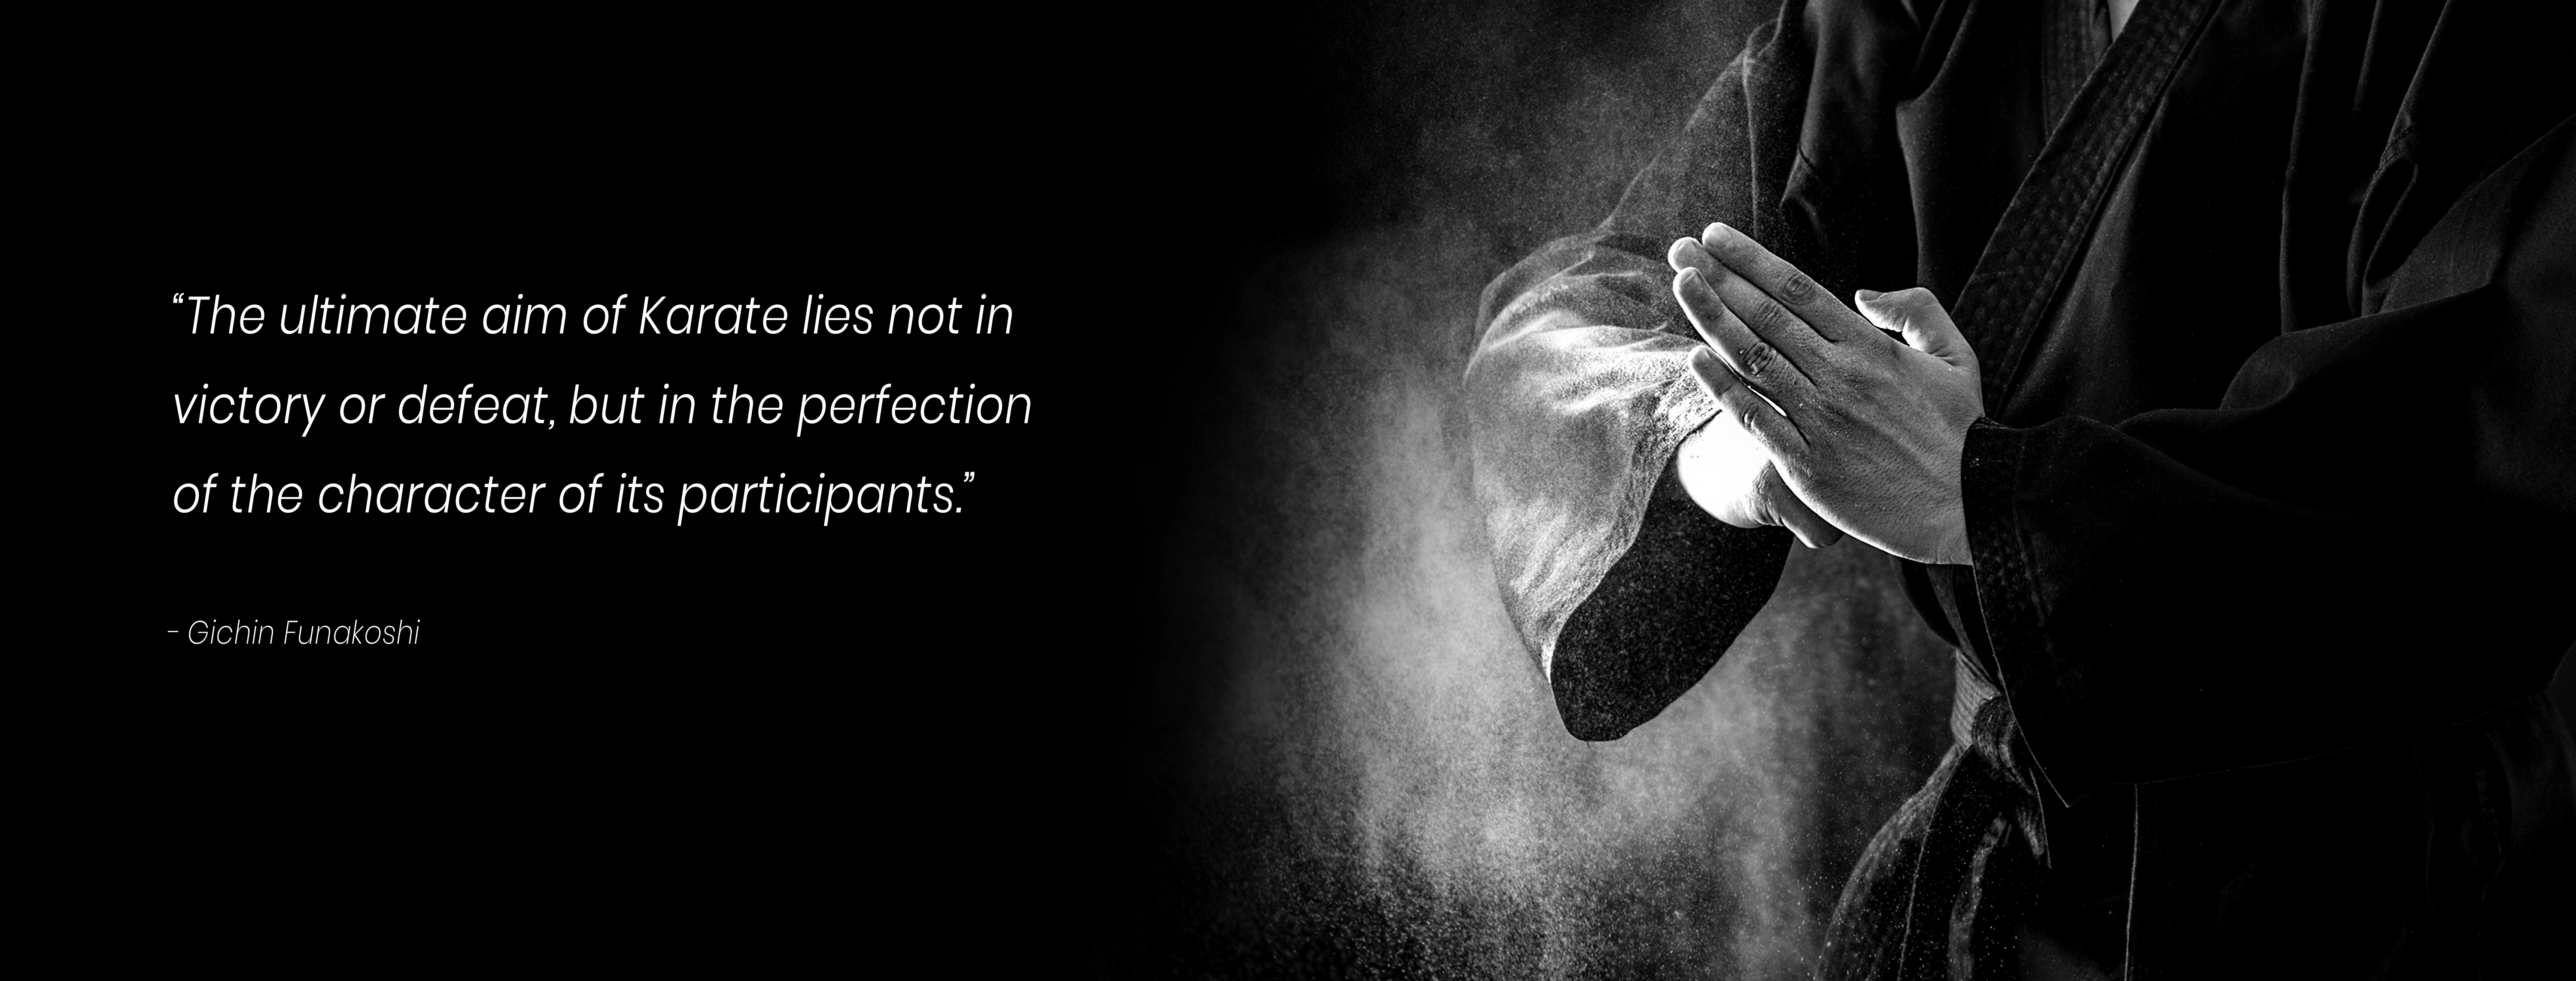 “The ultimate aim of Karate lies not in
victory or defeat, but in the perfection
of the character of its participants.”
- Gichin Funakoshi